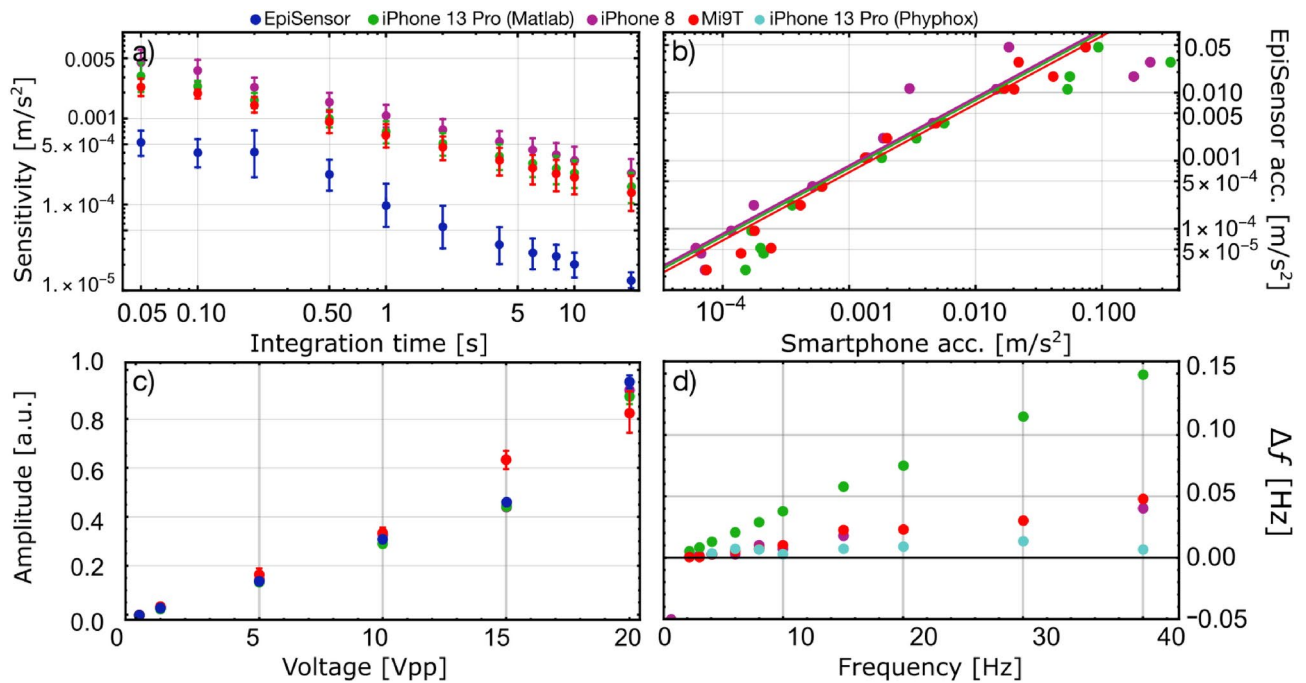 EpiSensor iPhone 13 Pro (Matlab) iPhone 8 Mi9T iPhone 13 Pro (Phyphox)
a)
0.005
0.001
5.×10⁻⁴
1.×10⁻⁴
1.×10⁻⁵
Sensitivity [m/s²]
0.05 0.10 0.50 1 5 10
Integration time [s]
b)
0.05
0.010
0.005
0.001
5×10⁻⁴
1×10⁻⁴
5×10⁻⁵
EpiSensor acc. [m/s²]
10⁻⁴ 0.001 0.010 0.100
Smartphone acc. [m/s²]
c)
1.0
0.8
0.6
0.4
0.2
0.0
Amplitude [a.u.]
0 5 10 15 20
Voltage [Vpp]
d)
0.15
0.10
0.05
0.00
−0.05
Δf [Hz]
0 10 20 30 40
Frequency [Hz]